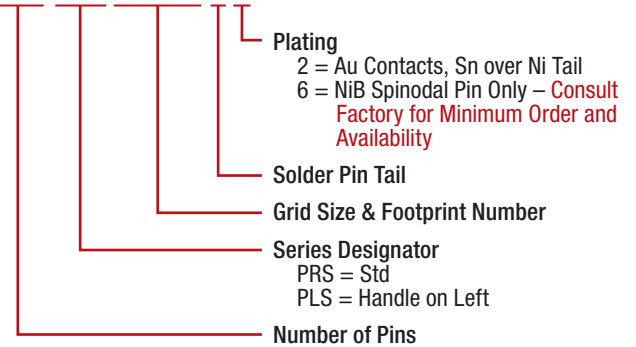 Plating
2 = Au Contacts, Sn over Ni Tail
6 = NiB Spinodal Pin Only – Consult
Factory for Minimum Order and
Availability
Solder Pin Tail
Grid Size & Footprint Number
Series Designator
PRS = Std
PLS = Handle on Left
Number of Pins